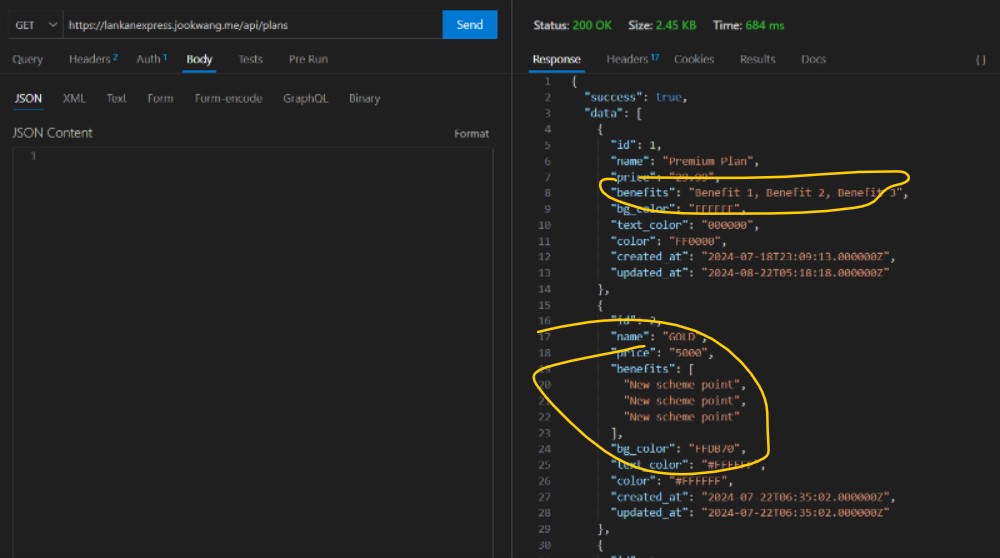 GET https://lankanexpress.jookwang.me/api/plans Send
Query Headers 2 Auth 1 Body Tests Pre Run
JSON XML Text Form Form-encode GraphQL Binary
JSON Content Format
1
Status: 200 OK Size: 2.45 KB Time: 684 ms
Response Headers 17 Cookies Results Docs { }
1 {
2 "success": true,
3 "data": [
4 {
5 "id": 1,
6 "name": "Premium Plan",
7 "price": "29.99",
8 "benefits": "Benefit 1, Benefit 2, Benefit 3",
9 "bg_color": "FFFFFF",
10 "text_color": "000000",
11 "color": "FF0000",
12 "created_at": "2024-07-18T23:09:13.000000Z",
13 "updated_at": "2024-08-22T05:18:18.000000Z"
14 },
15 {
16 "id": 2,
17 "name": "GOLD",
18 "price": "5000",
19 "benefits": [
20 "New scheme point",
21 "New scheme point",
22 "New scheme point"
23 ],
24 "bg_color": "FFDB70",
25 "text_color": "#FFFFFF",
26 "color": "#FFFFFF",
27 "created_at": "2024-07-22T06:35:02.000000Z",
28 "updated_at": "2024-07-22T06:35:02.000000Z"
29 },
30 {